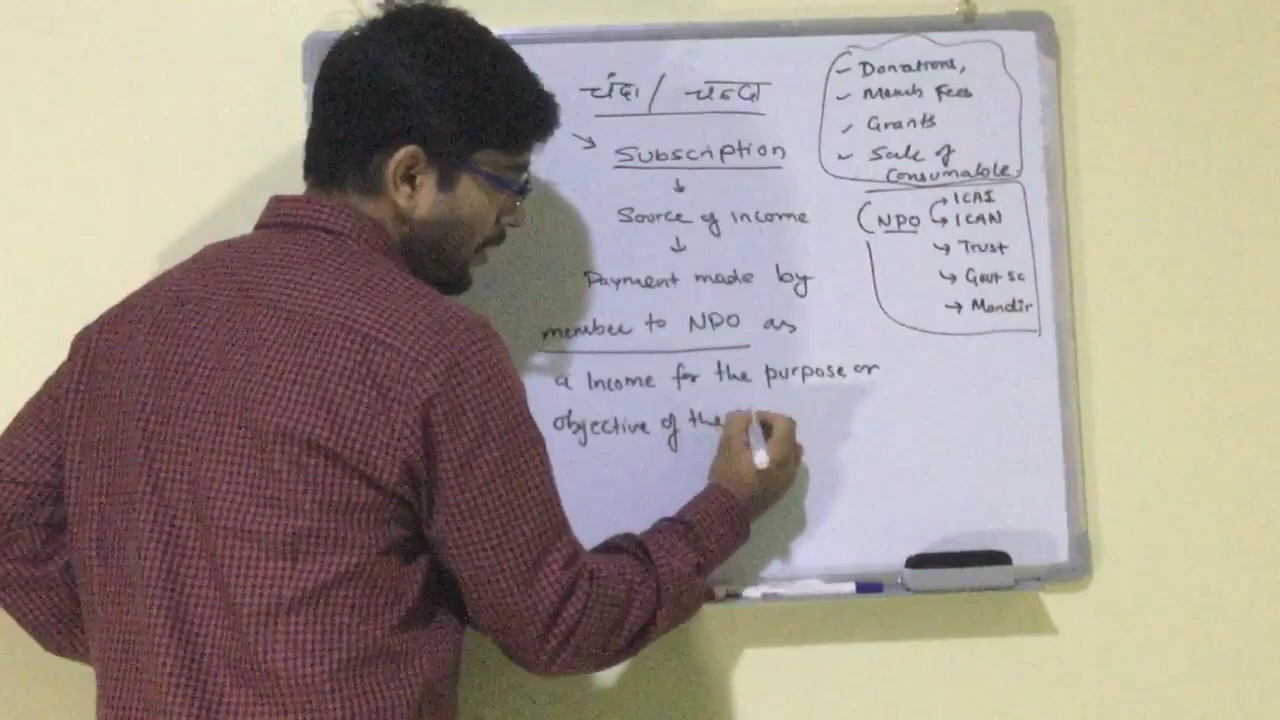 चंदा / चन्दा
→ Subscription
↓
Source of income
↓
Payment made by
member to NPO as
a Income for the purpose or
objective of the
- Donations,
- Memb Fees
- Grants
- Sale of
Consumable
NPO → ICAI
→ ICAN
→ Trust
→ Govt sc
→ Mandir